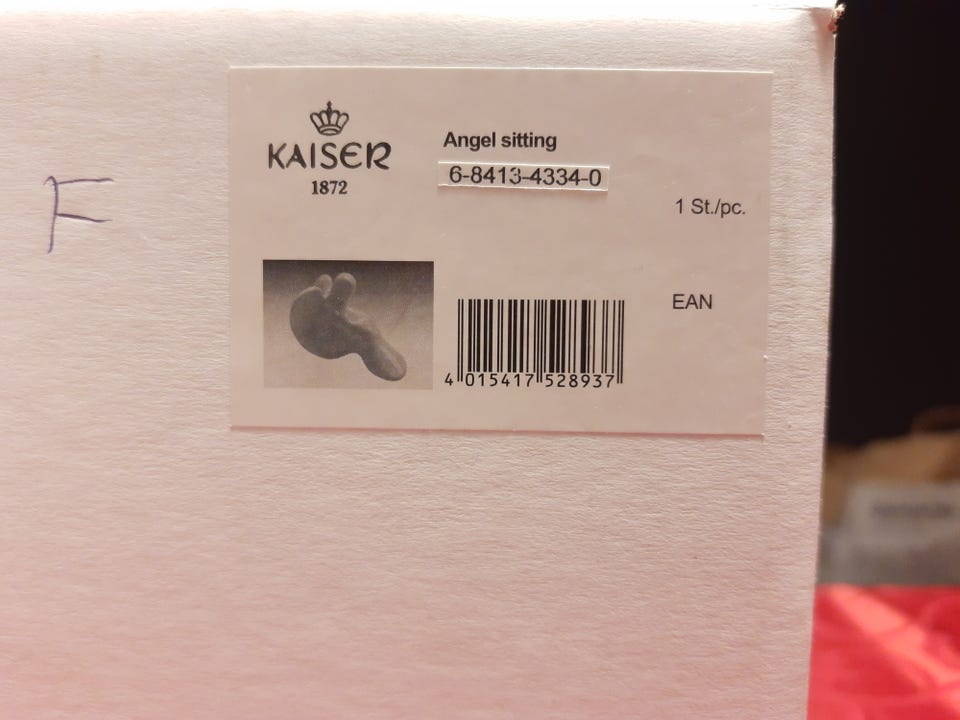 F
KAISER
1872
Angel sitting
6-8413-4334-0
1 St./pc.
EAN
4 015417 528937